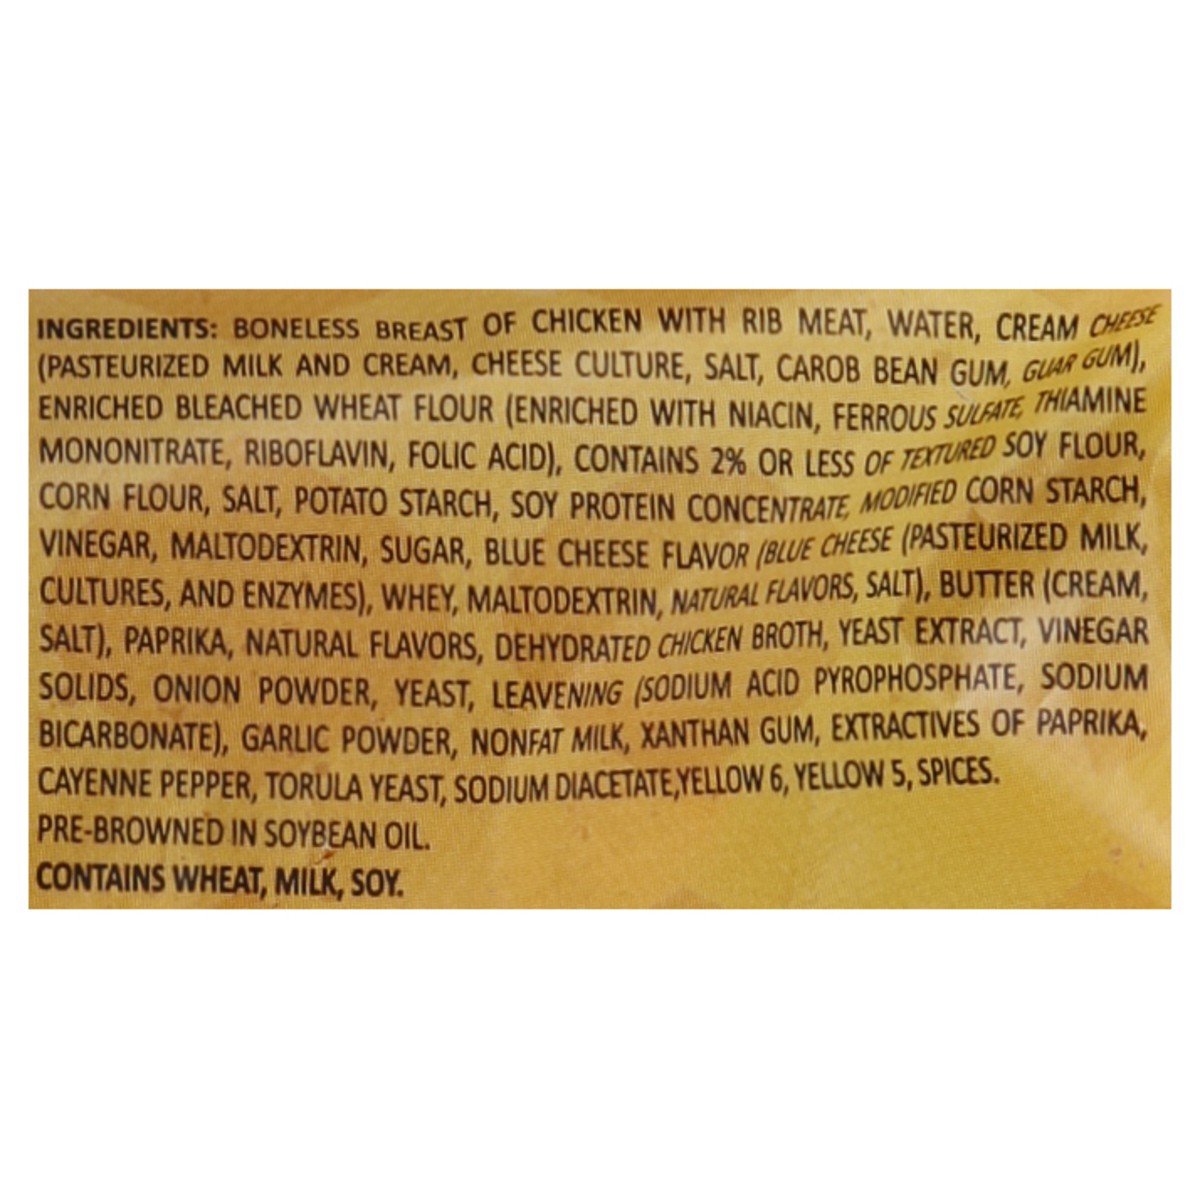 INGREDIENTS: BONELESS BREAST OF CHICKEN WITH RIB MEAT, WATER, CREAM CHEESE
(PASTEURIZED MILK AND CREAM, CHEESE CULTURE, SALT, CAROB BEAN GUM, GUAR GUM),
ENRICHED BLEACHED WHEAT FLOUR (ENRICHED WITH NIACIN, FERROUS SULFATE, THIAMINE
MONONITRATE, RIBOFLAVIN, FOLIC ACID), CONTAINS 2% OR LESS OF TEXTURED SOY FLOUR,
CORN FLOUR, SALT, POTATO STARCH, SOY PROTEIN CONCENTRATE, MODIFIED CORN STARCH,
VINEGAR, MALTODEXTRIN, SUGAR, BLUE CHEESE FLAVOR (BLUE CHEESE (PASTEURIZED MILK,
CULTURES, AND ENZYMES), WHEY, MALTODEXTRIN, NATURAL FLAVORS, SALT), BUTTER (CREAM,
SALT), PAPRIKA, NATURAL FLAVORS, DEHYDRATED CHICKEN BROTH, YEAST EXTRACT, VINEGAR
SOLIDS, ONION POWDER, YEAST, LEAVENING (SODIUM ACID PYROPHOSPHATE, SODIUM
BICARBONATE), GARLIC POWDER, NONFAT MILK, XANTHAN GUM, EXTRACTIVES OF PAPRIKA,
CAYENNE PEPPER, TORULA YEAST, SODIUM DIACETATE,YELLOW 6, YELLOW 5, SPICES.
PRE-BROWNED IN SOYBEAN OIL.
CONTAINS WHEAT, MILK, SOY.